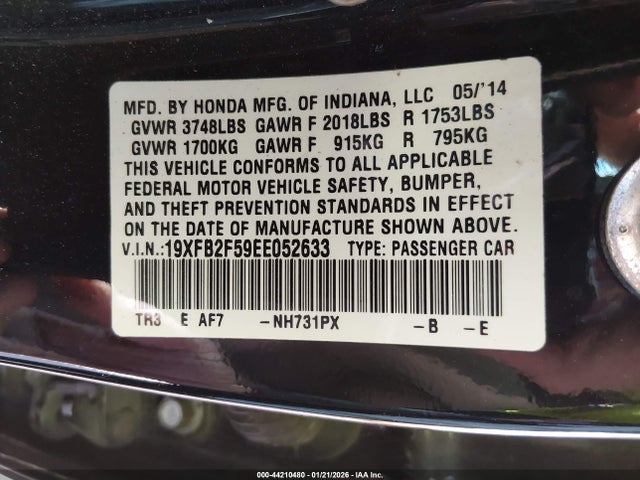 MFD. BY HONDA MFG. OF INDIANA, LLC 05/'14
GVWR 3748LBS GAWR F 2018LBS R 1753LBS
GVWR 1700KG GAWR F 915KG R 795KG
THIS VEHICLE CONFORMS TO ALL APPLICABLE
FEDERAL MOTOR VEHICLE SAFETY, BUMPER,
AND THEFT PREVENTION STANDARDS IN EFFECT
ON THE DATE OF MANUFACTURE SHOWN ABOVE.
V.I.N.:19XFB2F59EE052633 TYPE: PASSENGER CAR
TR3 E AF7 -NH731PX -B -E
000-44210480 - 01/21/2026 - IAA Inc.